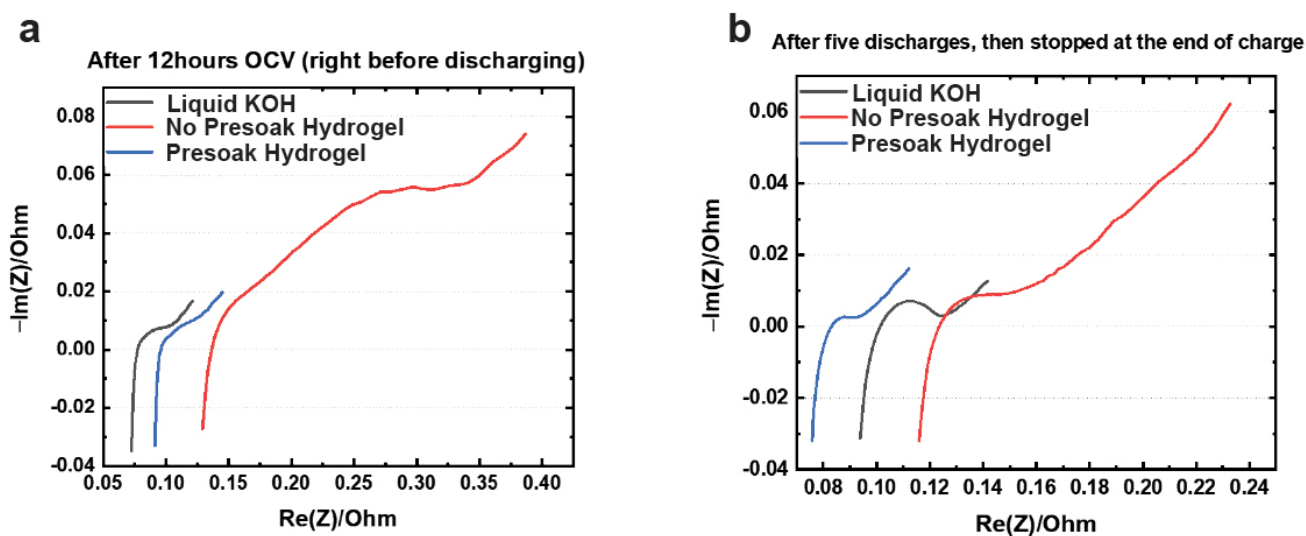 a
After 12hours OCV (right before discharging)
Liquid KOH
No Presoak Hydrogel
Presoak Hydrogel
0.08
0.06
0.04
0.02
0.00
-0.02
-0.04
−Im(Z)/Ohm
0.05 0.10 0.15 0.20 0.25 0.30 0.35 0.40
Re(Z)/Ohm
b
After five discharges, then stopped at the end of charge
Liquid KOH
No Presoak Hydrogel
Presoak Hydrogel
0.06
0.04
0.02
0.00
-0.02
-0.04
−Im(Z)/Ohm
0.08 0.10 0.12 0.14 0.16 0.18 0.20 0.22 0.24
Re(Z)/Ohm